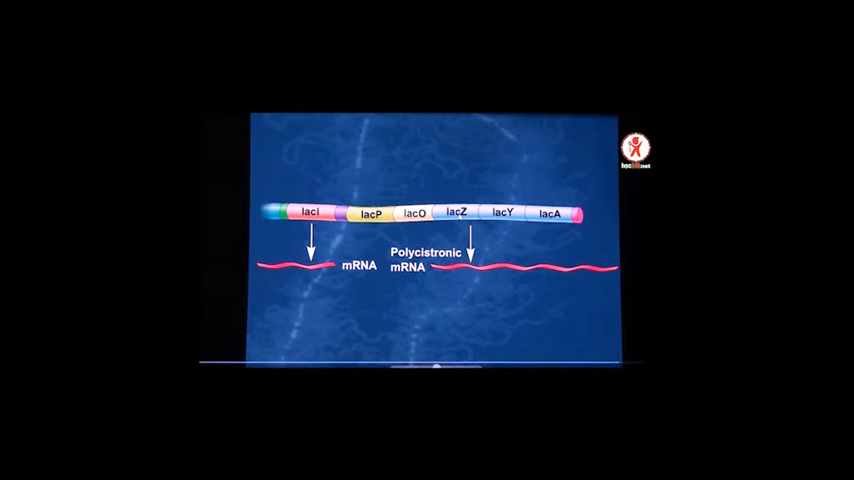 lacI lacP lacO lacZ lacY lacA
mRNA
Polycistronic
mRNA